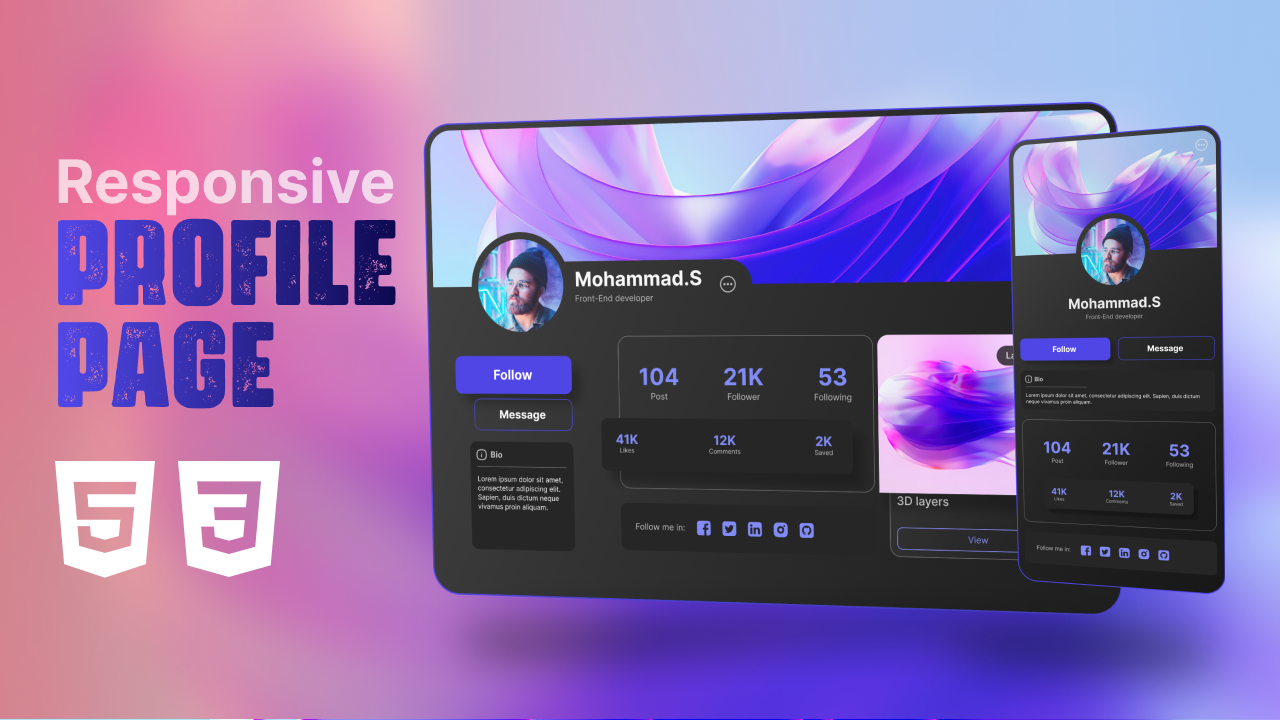 Responsive
PROFILE
PAGE
5
3
Mohammad.S
Front-End developer
Follow
Message
Bio
Lorem ipsum dolor sit amet,
consectetur adipiscing elit.
Sapien, duis dictum neque
vivamus proin aliquam.
104 21K 53
Post Follower Following
41K 12K 2K
Likes Comments Saved
Follow me in:
3D layers
View
Mohammad.S
Front-End developer
Follow Message
Bio
Lorem ipsum dolor sit amet, consectetur adipiscing elit. Sapien, duis dictum
neque vivamus proin aliquam.
104 21K 53
Post Follower Following
41K 12K 2K
Likes Comments Saved
Follow me in: